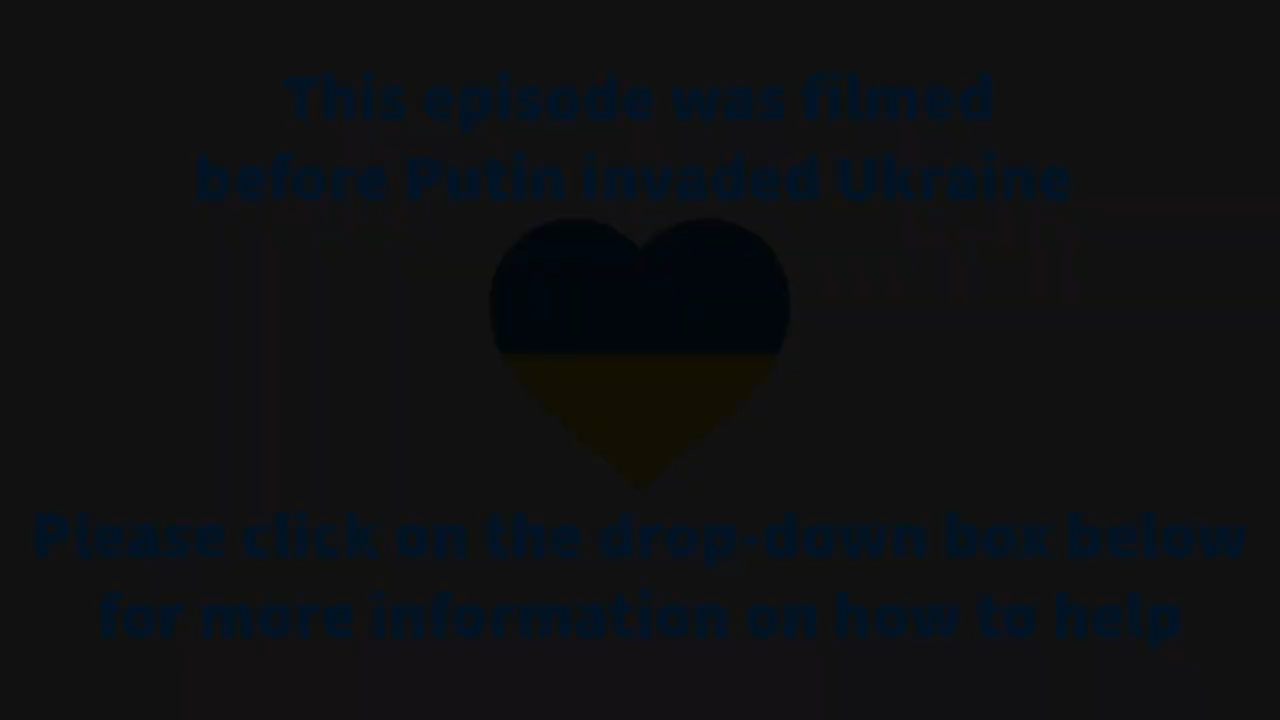 This episode was filmed
before Putin invaded Ukraine
Please click on the drop-down box below
for more information on how to help